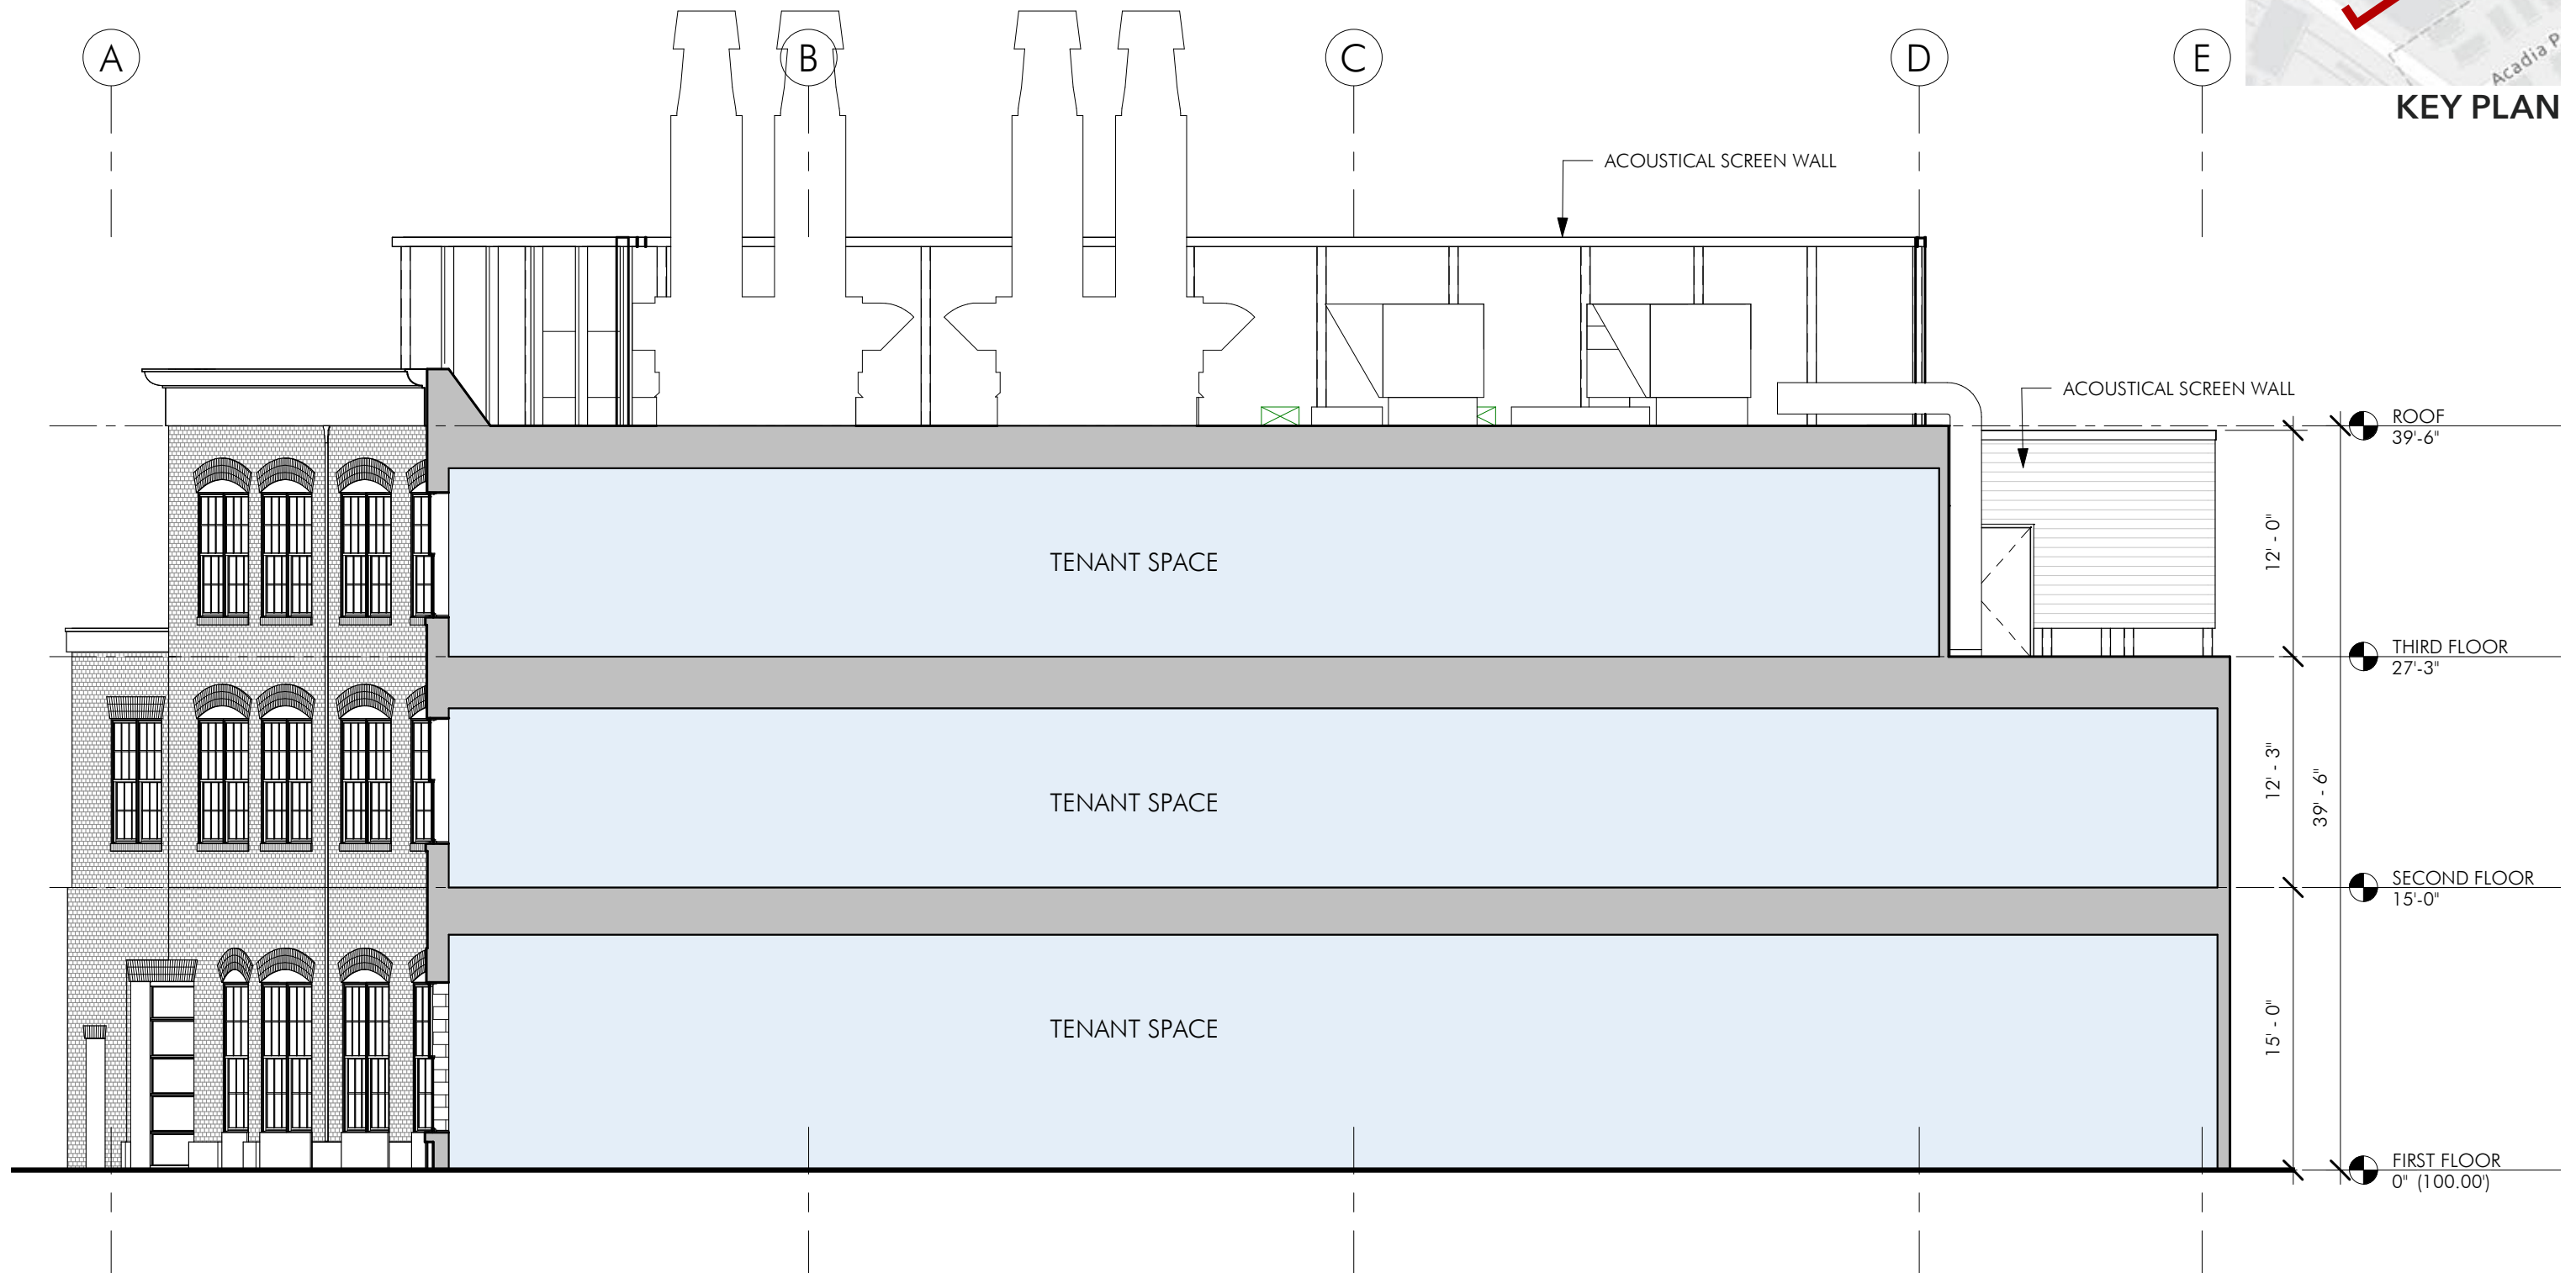 A
B
C
D
E
Acadia P
KEY PLAN
ACOUSTICAL SCREEN WALL
ACOUSTICAL SCREEN WALL
ROOF
39'-6"
TENANT SPACE
12' - 0"
THIRD FLOOR
27'-3"
TENANT SPACE
12' - 3"
39' - 6"
SECOND FLOOR
15'-0"
TENANT SPACE
15' - 0"
FIRST FLOOR
0" (100.00')